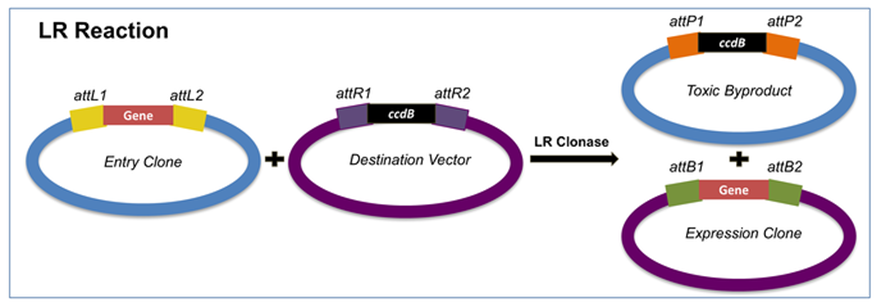 LR Reaction
attL1
attL2
Gene
Entry Clone
+
attR1
attR2
ccdB
Destination Vector
LR Clonase
attP1
attP2
ccdB
Toxic Byproduct
+
attB1
attB2
Gene
Expression Clone